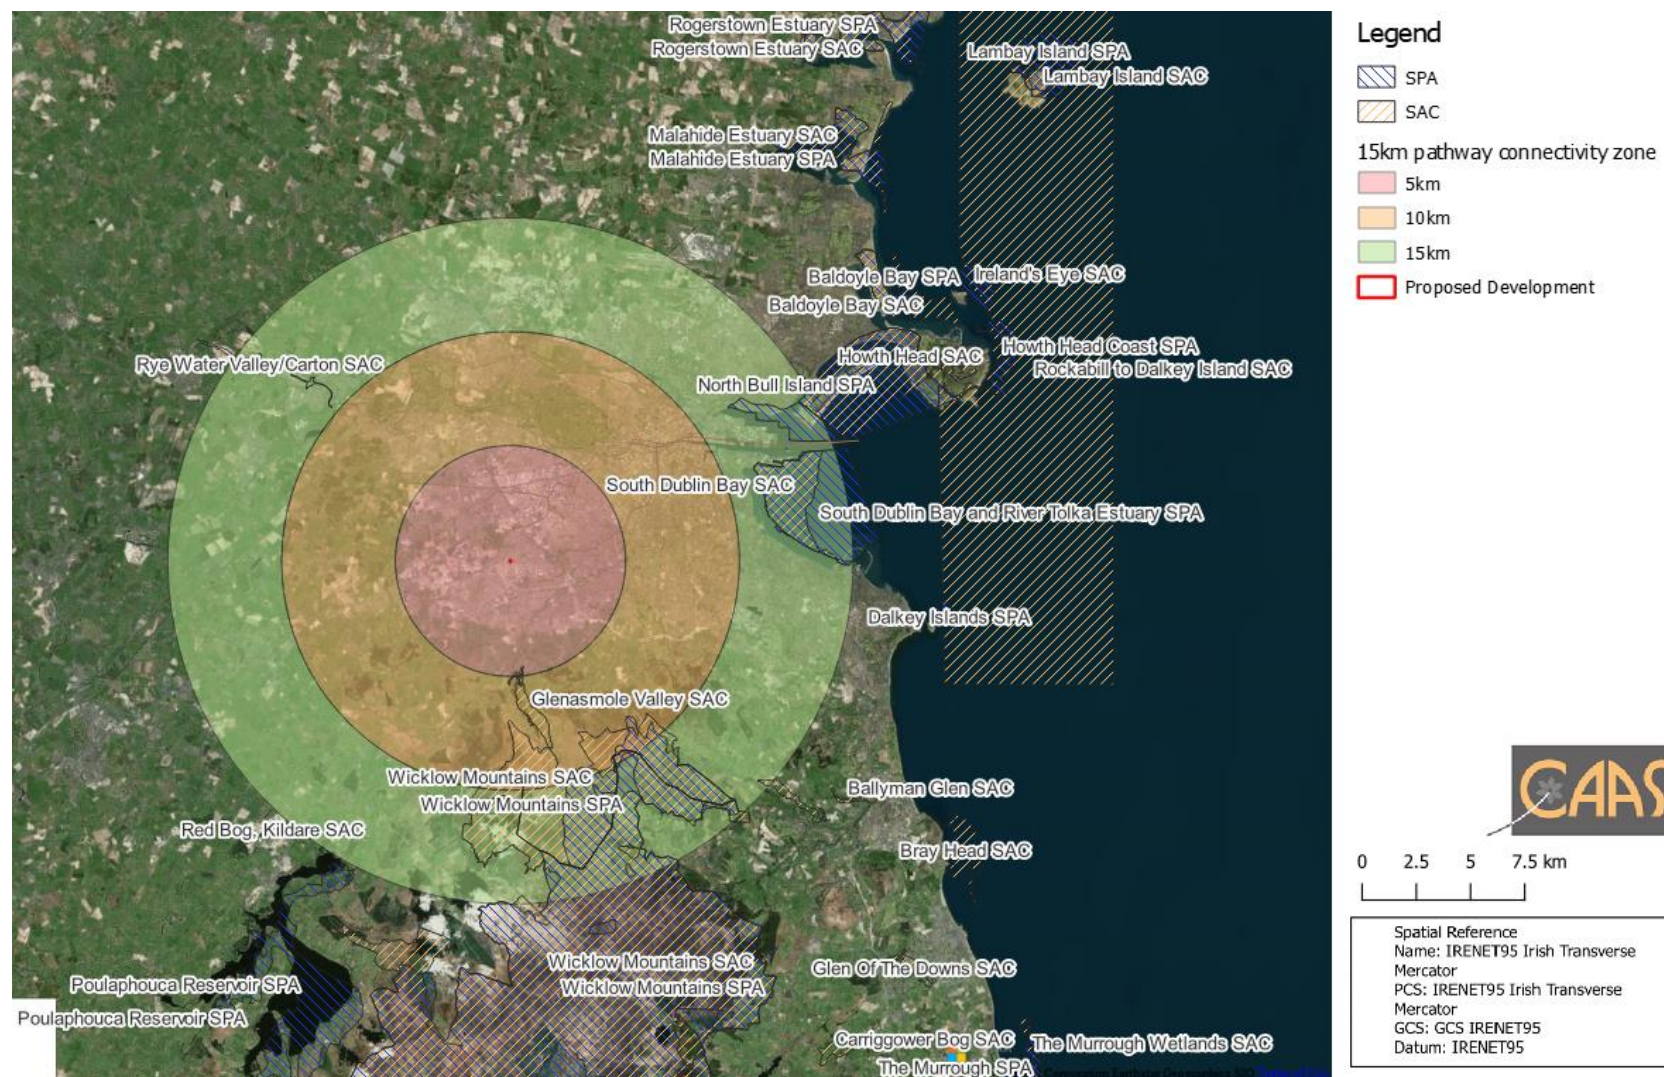 Rogerstown Estuary SPA
Rogerstown Estuary SAC
Lambay Island SPA
Lambay Island SAC
Malahide Estuary SAC
Malahide Estuary SPA
Baldoyle Bay SPA
Ireland's Eye SAC
Baldoyle Bay SAC
Howth Head Coast SPA
Howth Head SAC
Rye Water Valley/Carton SAC
Rockabill to Dalkey Island SAC
North Bull Island SPA
South Dublin Bay SAC
South Dublin Bay and River Tolka Estuary SPA
Dalkey Islands SPA
Glenasmole Valley SAC
Wicklow Mountains SAC
Wicklow Mountains SPA
Ballyman Glen SAC
Red Bog, Kildare SAC
Bray Head SAC
Wicklow Mountains SAC
Wicklow Mountains SPA
Glen Of The Downs SAC
Poulaphouca Reservoir SPA
Poulaphouca Reservoir SPA
Carriggower Bog SAC
The Murrough Wetlands SAC
The Murrough SPA
Legend
SPA
SAC
15km pathway connectivity zone
5km
10km
15km
Proposed Development
CAAS
0 2.5 5 7.5 km
Spatial Reference
Name: IRENET95 Irish Transverse
Mercator
PCS: IRENET95 Irish Transverse
Mercator
GCS: GCS IRENET95
Datum: IRENET95